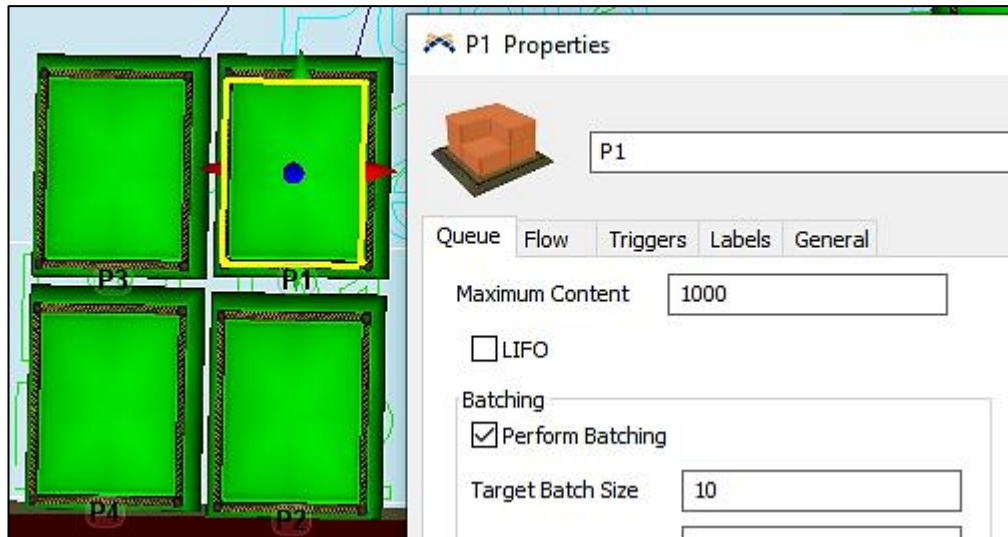 P1 Properties
P1
Queue Flow Triggers Labels General
Maximum Content 1000
LIFO
Batching
Perform Batching
Target Batch Size 10
P3 P1
P4 P2